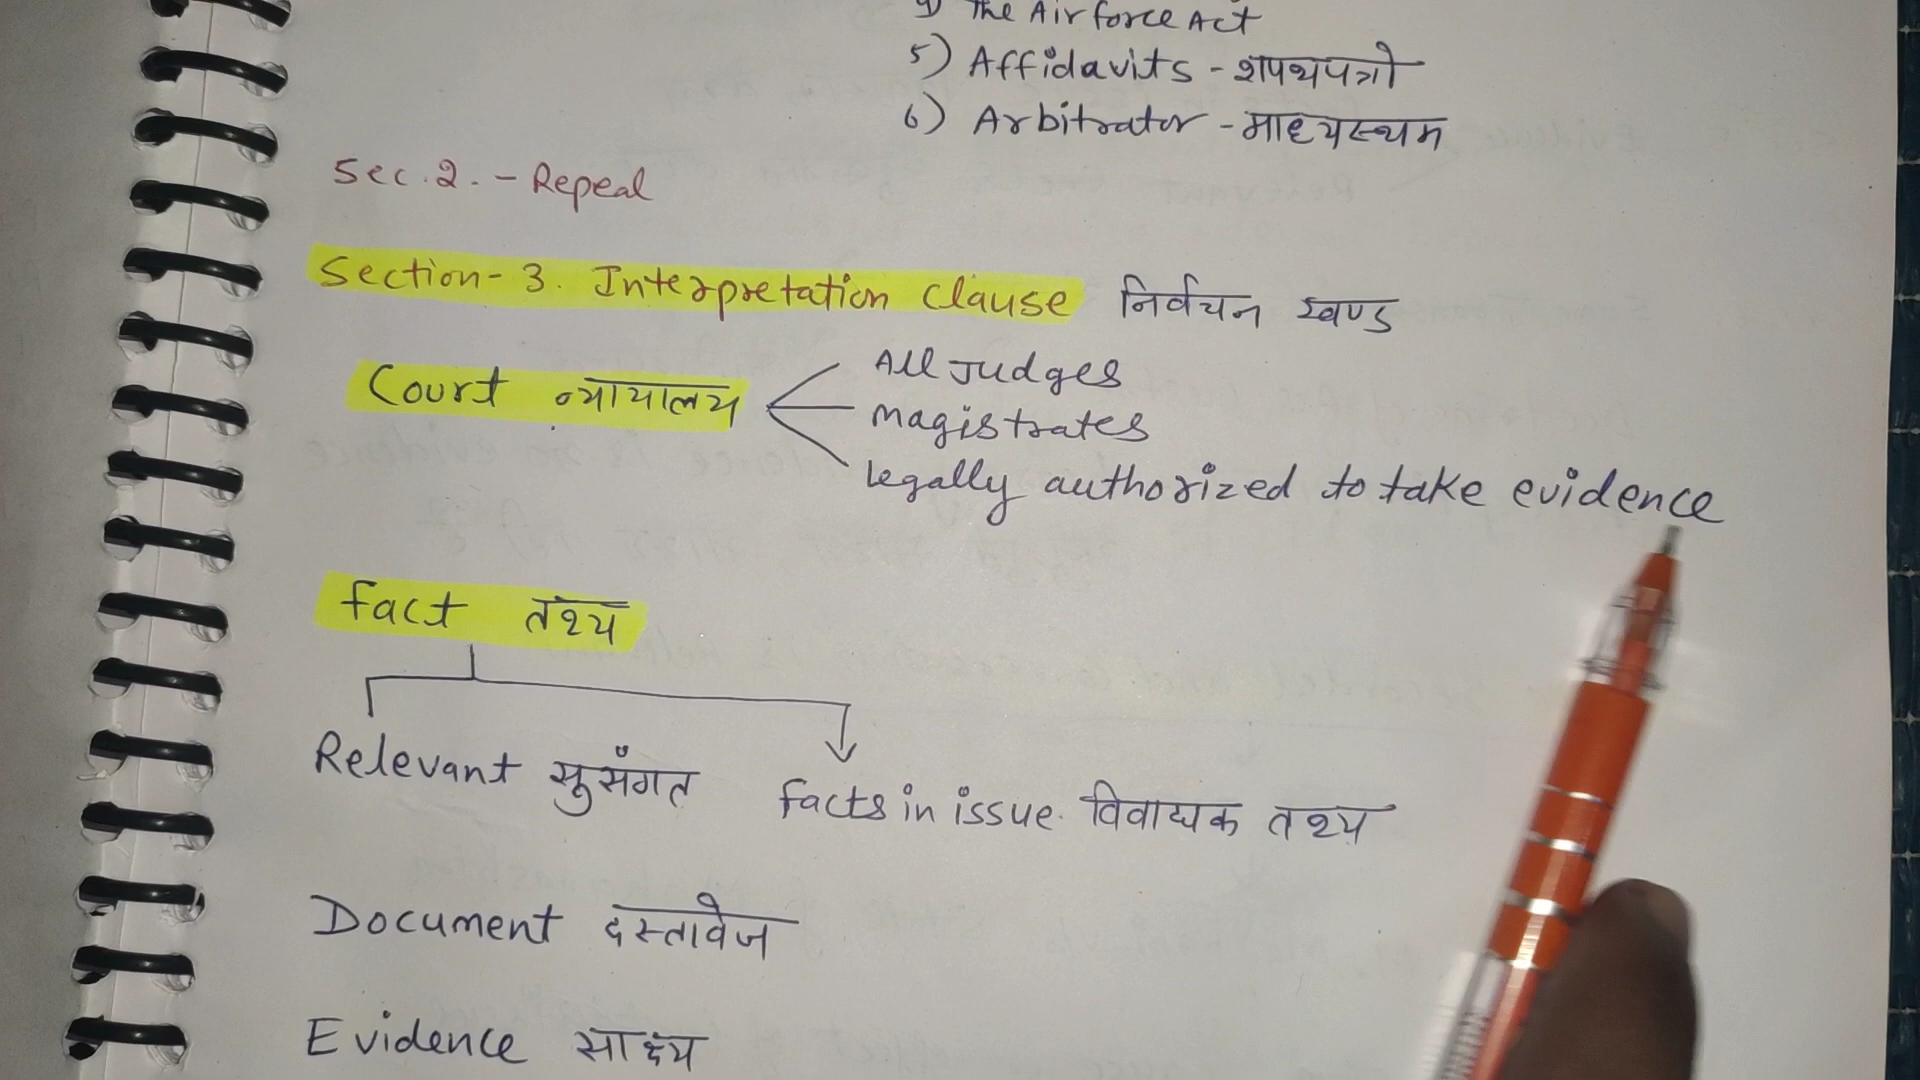 The Air force Act
5) Affidavits - शपथपत्रो
6) Arbitrator - माध्यस्थम
Sec. 2. - Repeal
Section - 3. Interpretation Clause निर्वचन खण्ड
Court न्यायालय
All Judges
Magistrates
Legally authorized to take evidence
fact तथ्य
Relevant सुसंगत
facts in issue. विवाद्यक तथ्य
Document दस्तावेज
Evidence साक्ष्य